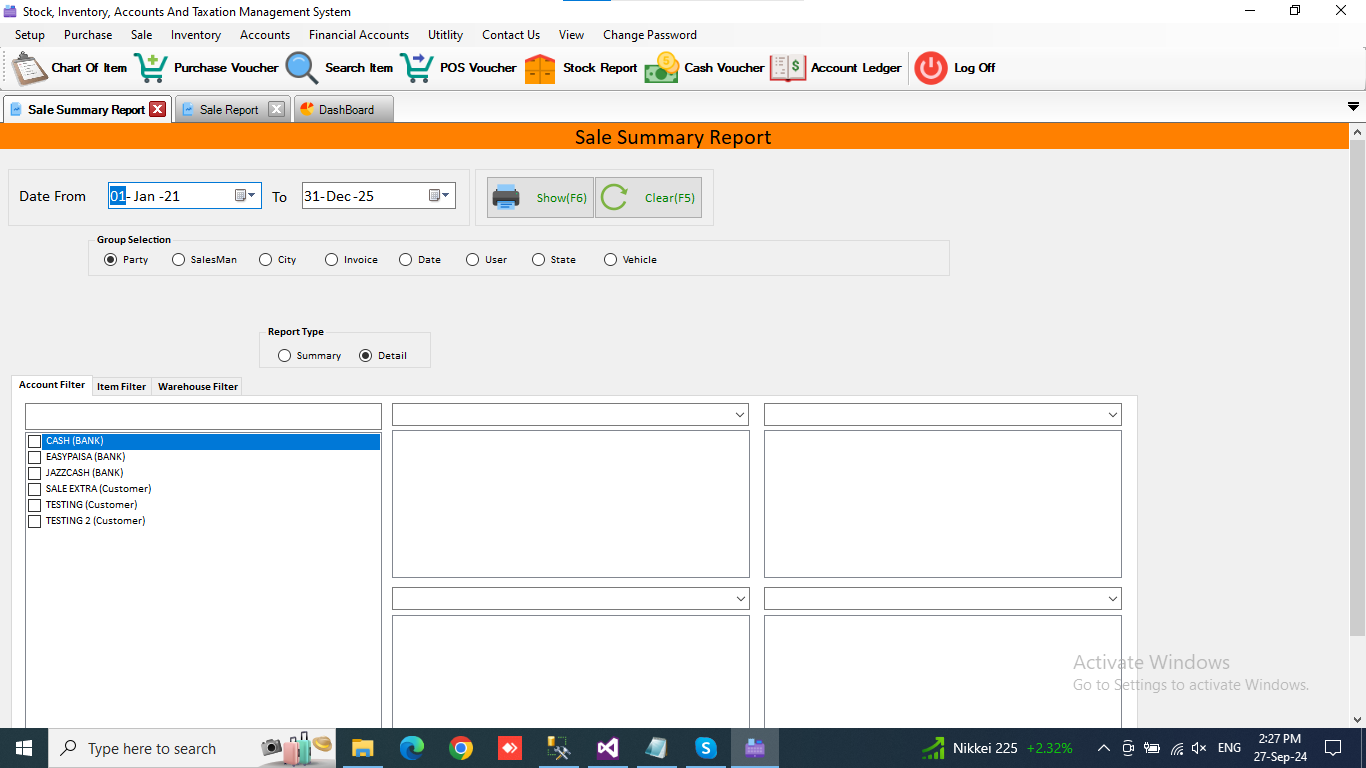 Stock, Inventory, Accounts And Taxation Management System
Setup Purchase Sale Inventory Accounts Financial Accounts Utitlity Contact Us View Change Password
Chart Of Item Purchase Voucher Search Item POS Voucher Stock Report Cash Voucher Account Ledger Log Off
Sale Summary Report Sale Report DashBoard
Sale Summary Report
Date From 01-Jan-21 To 31-Dec-25 Show(F6) Clear(F5)
Group Selection
Party SalesMan City Invoice Date User State Vehicle
Report Type
Summary Detail
Account Filter Item Filter Warehouse Filter
CASH (BANK)
EASYPAISA (BANK)
JAZZCASH (BANK)
SALE EXTRA (Customer)
TESTING (Customer)
TESTING 2 (Customer)
Activate Windows
Go to Settings to activate Windows.
Type here to search Nikkei 225 +2.32% ENG 2:27 PM
27-Sep-24